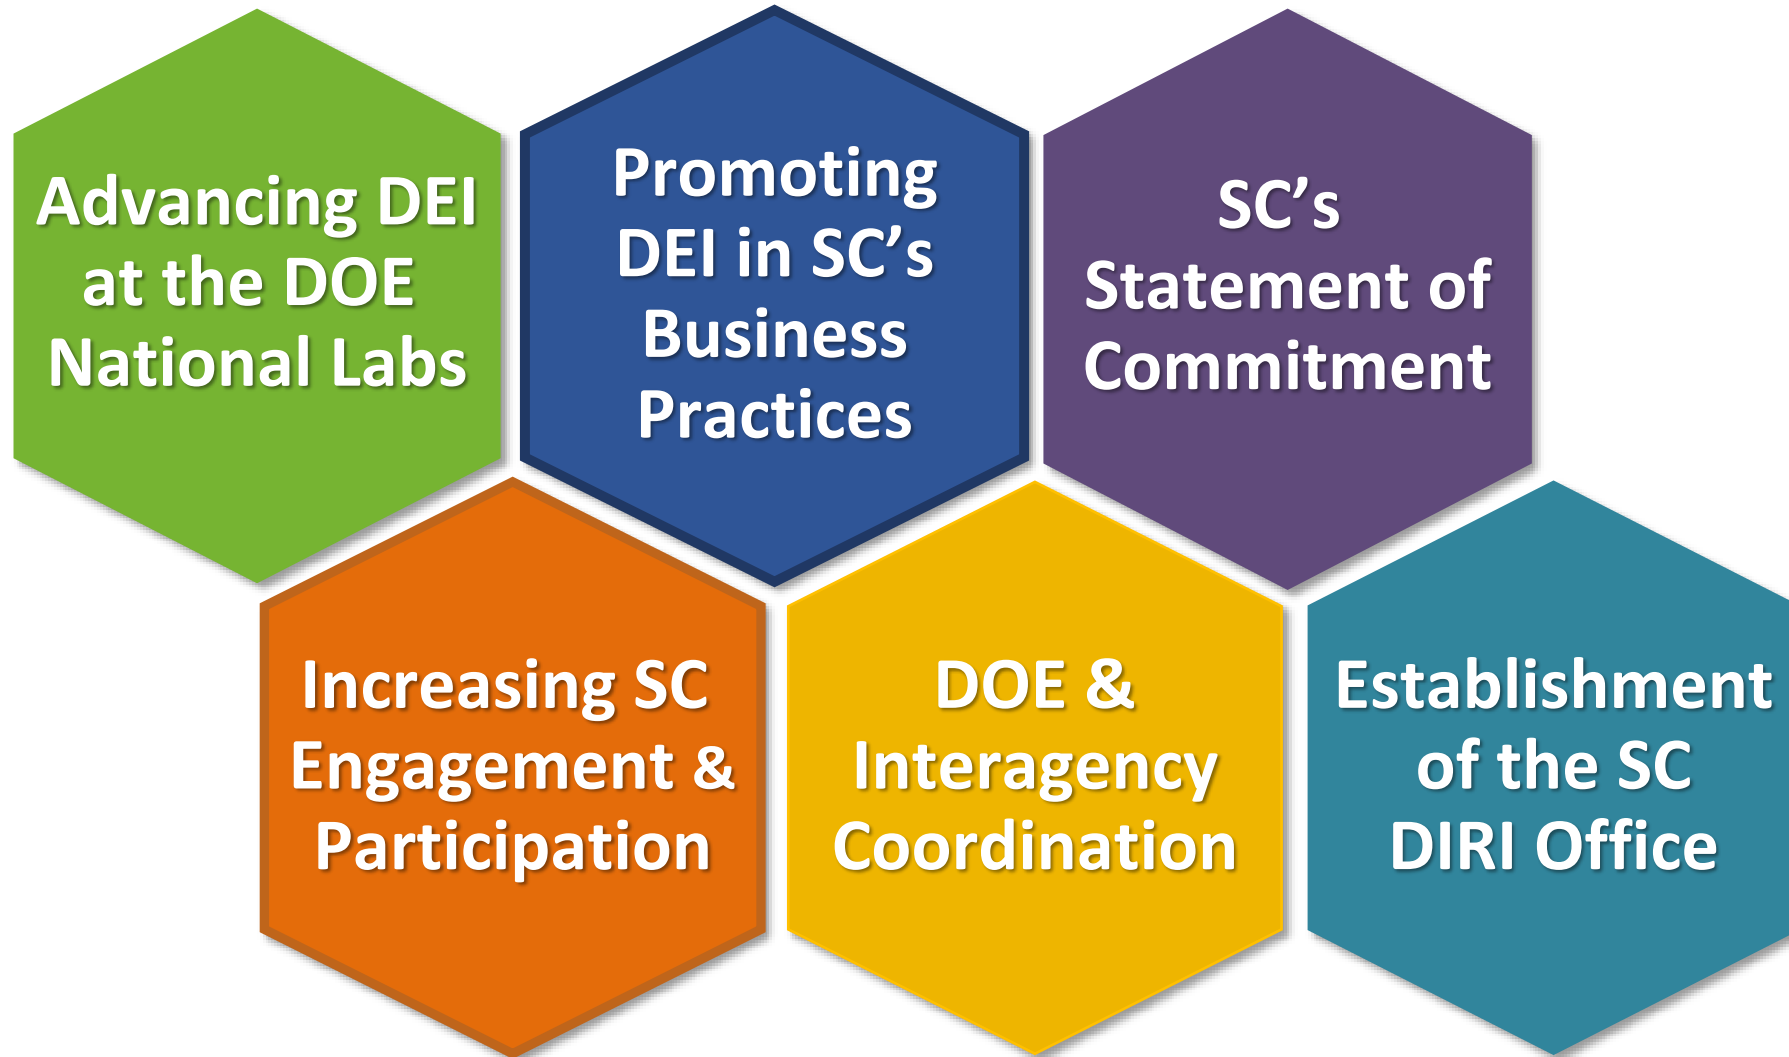 Advancing DEI
at the DOE
National Labs
Promoting
DEI in SC’s
Business
Practices
SC’s
Statement of
Commitment
Increasing SC
Engagement &
Participation
DOE &
Interagency
Coordination
Establishment
of the SC
DIRI Office